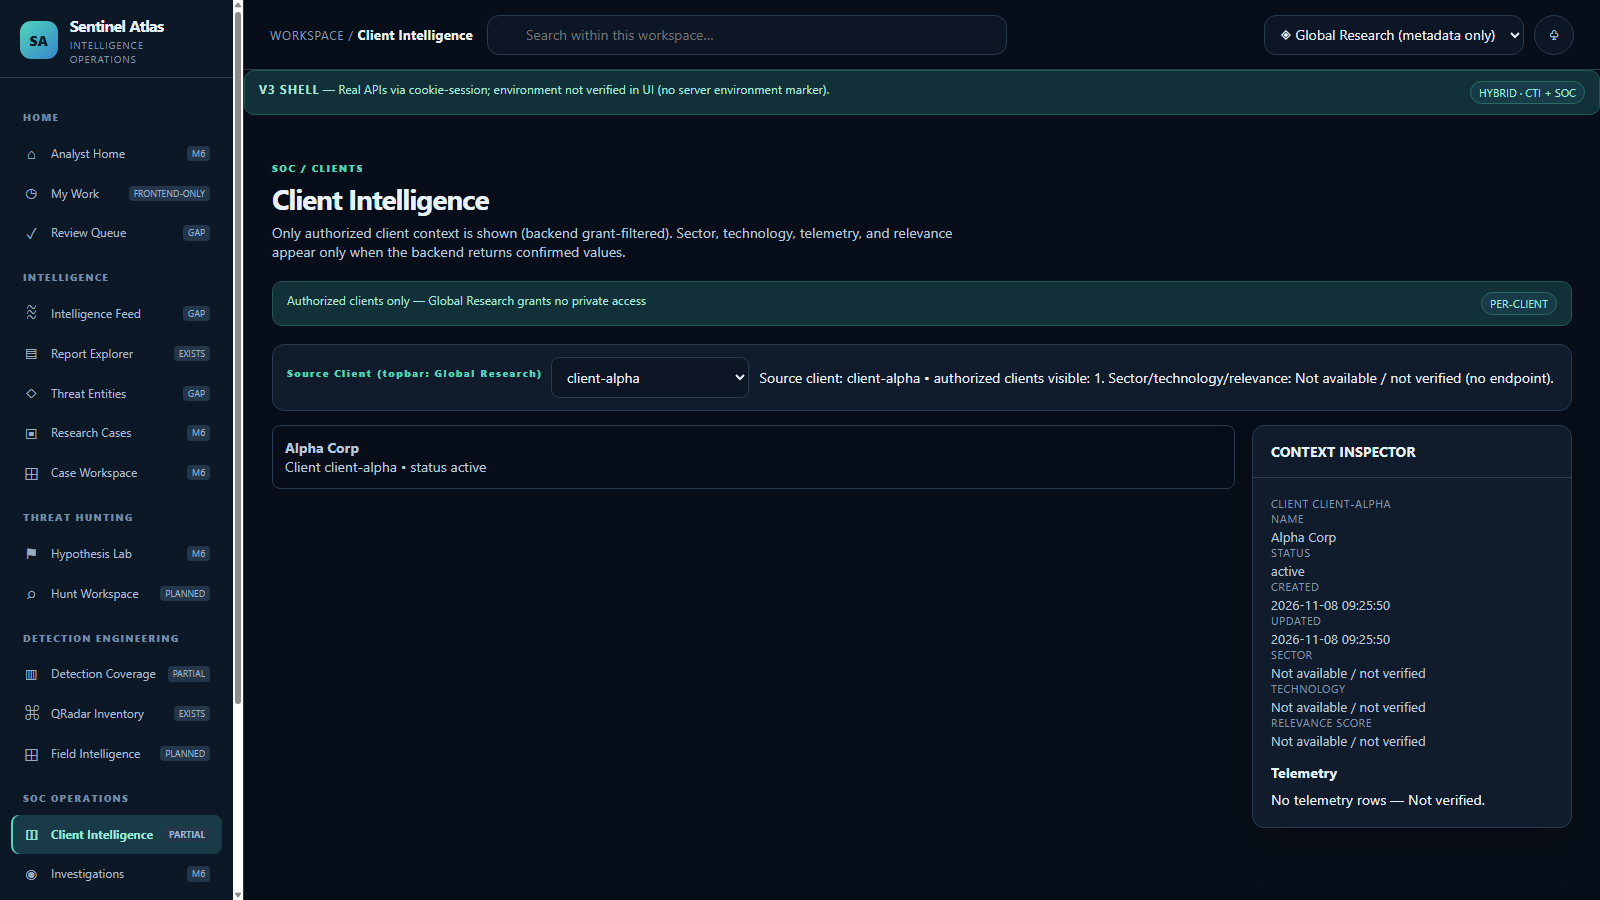 SA
Sentinel Atlas
INTELLIGENCE
OPERATIONS
HOME
Analyst Home M6
My Work FRONTEND-ONLY
Review Queue GAP
INTELLIGENCE
Intelligence Feed GAP
Report Explorer EXISTS
Threat Entities GAP
Research Cases M6
Case Workspace M6
THREAT HUNTING
Hypothesis Lab M6
Hunt Workspace PLANNED
DETECTION ENGINEERING
Detection Coverage PARTIAL
QRadar Inventory EXISTS
Field Intelligence PLANNED
SOC OPERATIONS
Client Intelligence PARTIAL
Investigations M6
WORKSPACE / Client Intelligence
Search within this workspace...
◈ Global Research (metadata only)
V3 SHELL — Real APIs via cookie-session; environment not verified in UI (no server environment marker).
HYBRID · CTI + SOC
SOC / CLIENTS
Client Intelligence
Only authorized client context is shown (backend grant-filtered). Sector, technology, telemetry, and relevance
appear only when the backend returns confirmed values.
Authorized clients only — Global Research grants no private access
PER-CLIENT
Source Client (topbar: Global Research)
client-alpha
Source client: client-alpha • authorized clients visible: 1. Sector/technology/relevance: Not available / not verified (no endpoint).
Alpha Corp
Client client-alpha • status active
CONTEXT INSPECTOR
CLIENT CLIENT-ALPHA
NAME
Alpha Corp
STATUS
active
CREATED
2026-11-08 09:25:50
UPDATED
2026-11-08 09:25:50
SECTOR
Not available / not verified
TECHNOLOGY
Not available / not verified
RELEVANCE SCORE
Not available / not verified
Telemetry
No telemetry rows — Not verified.